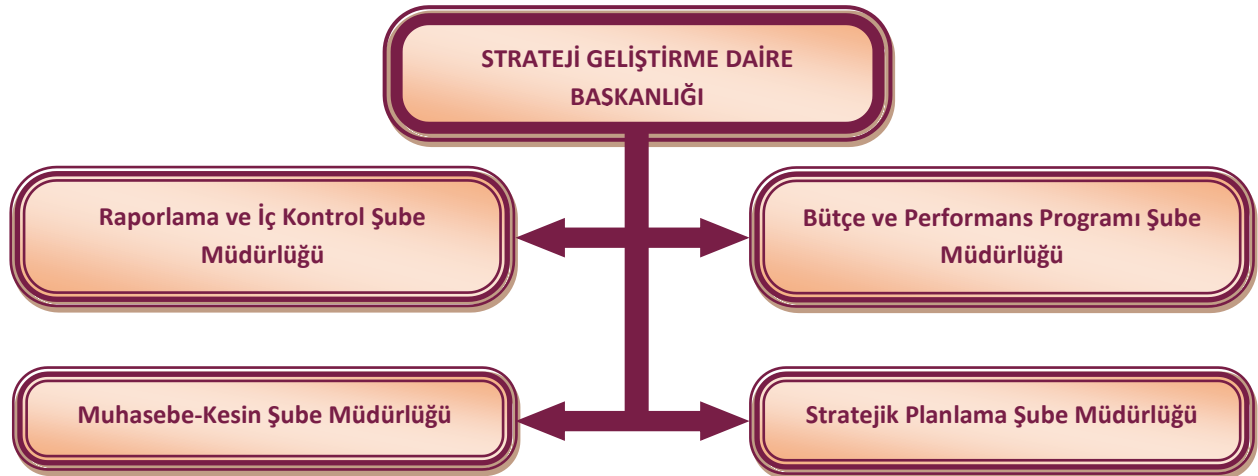 STRATEJİ GELİŞTİRME DAİRE
BAŞKANLIĞI
Raporlama ve İç Kontrol Şube
Müdürlüğü
Bütçe ve Performans Programı Şube
Müdürlüğü
Muhasebe-Kesin Şube Müdürlüğü
Stratejik Planlama Şube Müdürlüğü